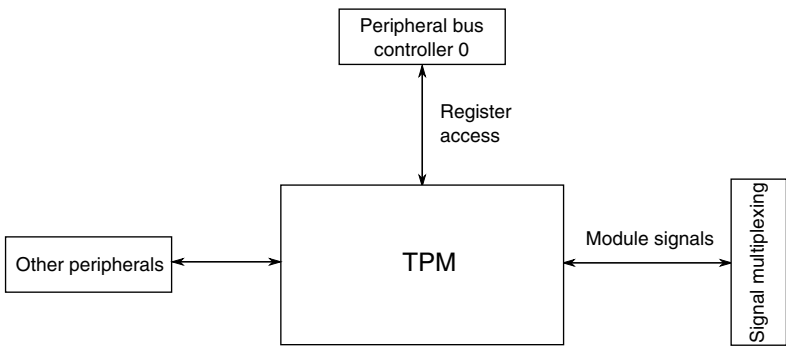 Peripheral bus
controller 0
Register
access
Other peripherals
TPM
Module signals
Signal multiplexing